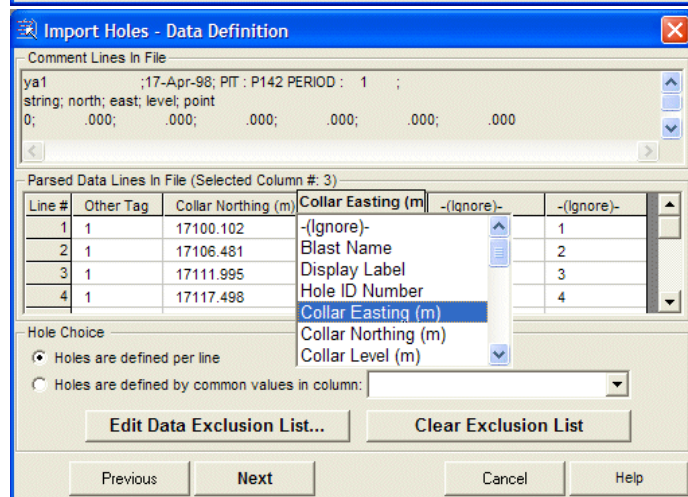 Import Holes - Data Definition
Comment Lines In File
ya1 ;17-Apr-98; PIT : P142 PERIOD : 1 ;
string; north; east; level; point
0; .000; .000; .000; .000; .000; .000
Parsed Data Lines In File (Selected Column #: 3)
Line # Other Tag Collar Northing (m) Collar Easting (m -(Ignore)- -(Ignore)-
1 1 17100.102 1
2 1 17106.481 2
3 1 17111.995 3
4 1 17117.498 4
-(Ignore)-
Blast Name
Display Label
Hole ID Number
Collar Easting (m)
Collar Northing (m)
Collar Level (m)
Hole Choice
Holes are defined per line
Holes are defined by common values in column:
Edit Data Exclusion List... Clear Exclusion List
Previous Next Cancel Help